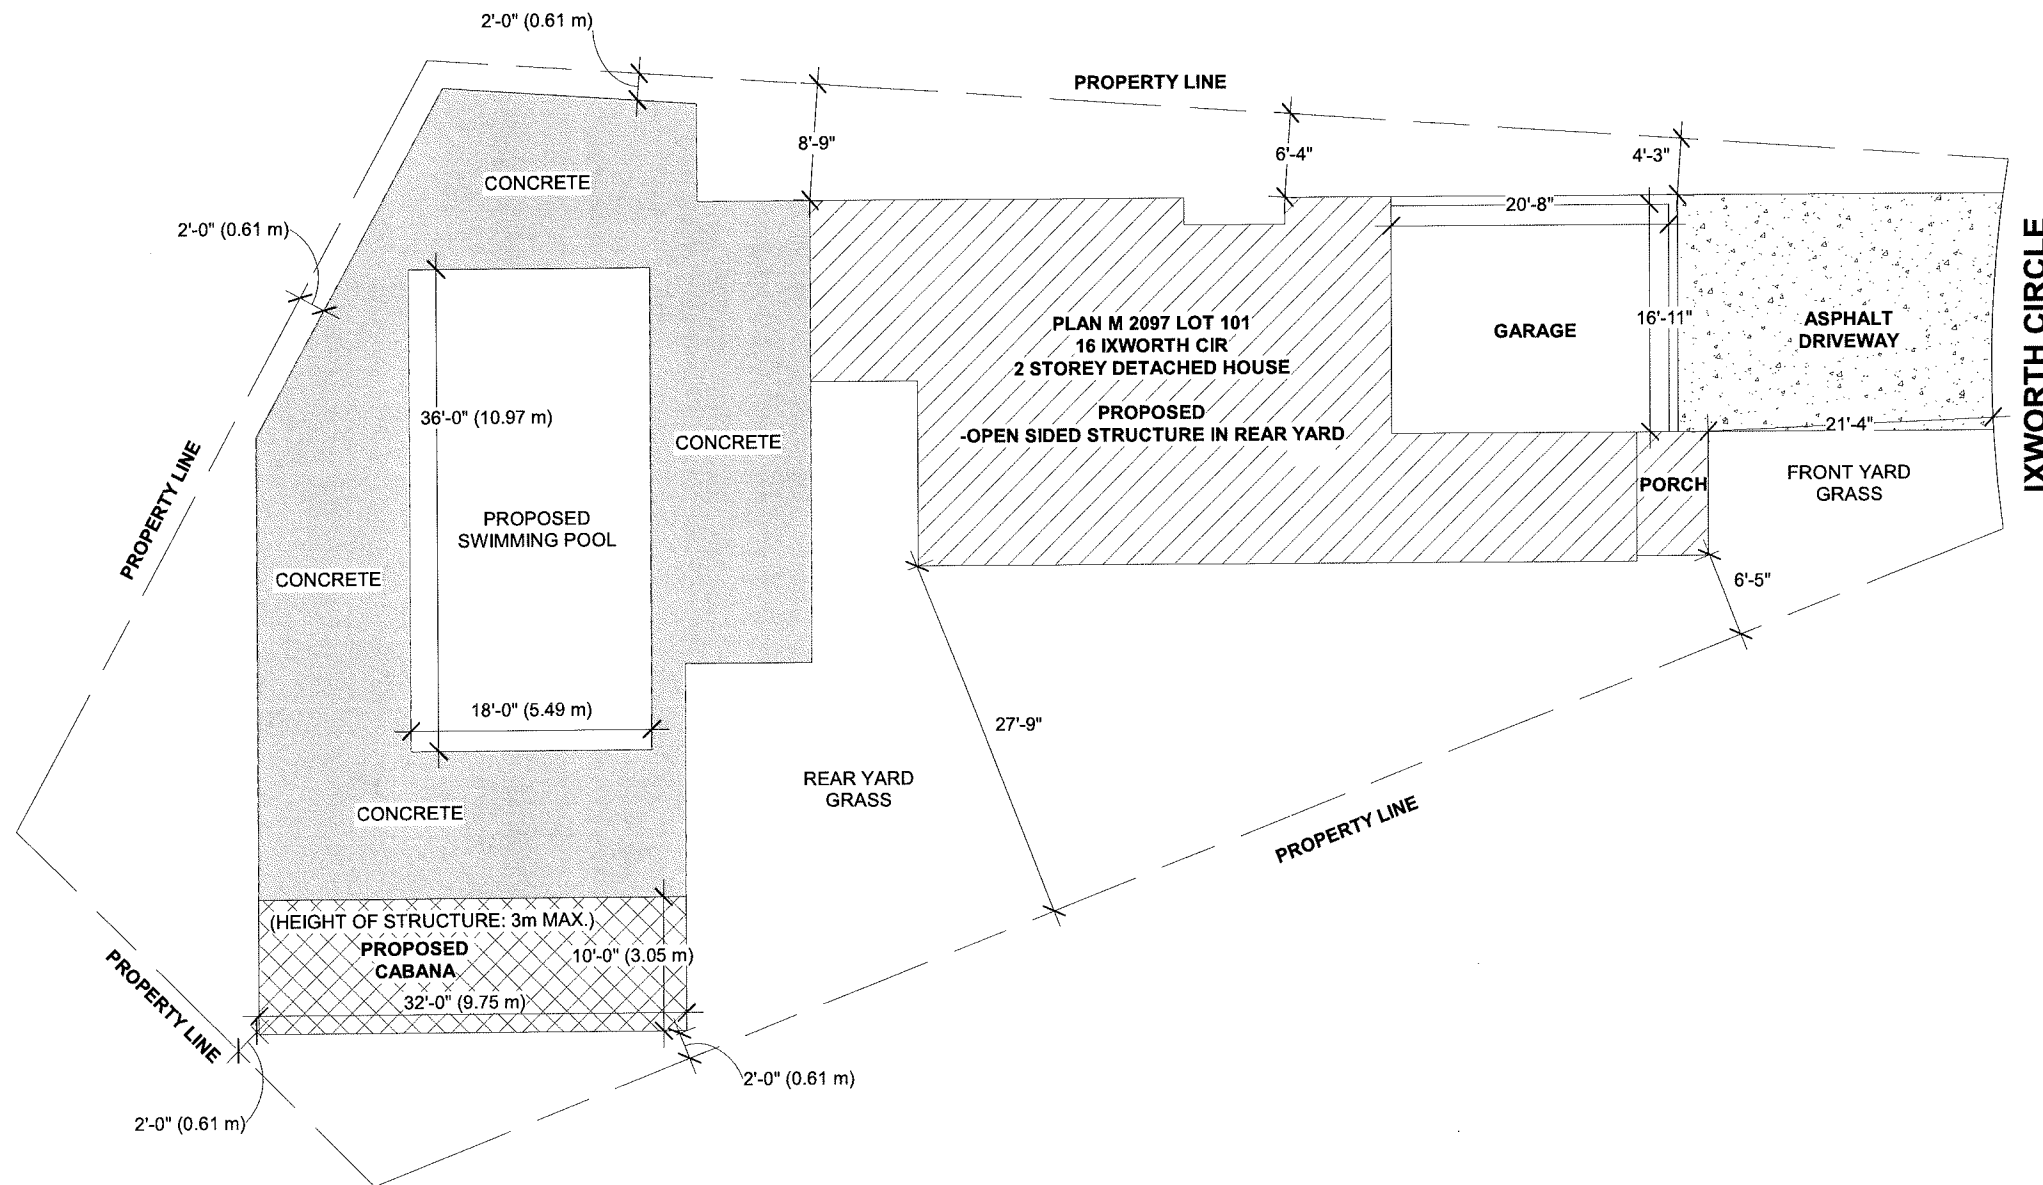 2'-0" (0.61 m)
PROPERTY LINE
8'-9"
6'-4"
4'-3"
CONCRETE
20'-8"
2'-0" (0.61 m)
PLAN M 2097 LOT 101
16 IXWORTH CIR
2 STOREY DETACHED HOUSE
PROPOSED
-OPEN SIDED STRUCTURE IN REAR YARD
GARAGE
16'-11"
ASPHALT
DRIVEWAY
IXWORTH CIRCLE
36'-0" (10.97 m)
CONCRETE
21'-4"
PROPERTY LINE
PROPOSED
SWIMMING POOL
PORCH
FRONT YARD
GRASS
CONCRETE
6'-5"
18'-0" (5.49 m)
27'-9"
REAR YARD
GRASS
CONCRETE
PROPERTY LINE
(HEIGHT OF STRUCTURE: 3m MAX.)
PROPOSED
CABANA
10'-0" (3.05 m)
32'-0" (9.75 m)
PROPERTY LINE
2'-0" (0.61 m)
2'-0" (0.61 m)